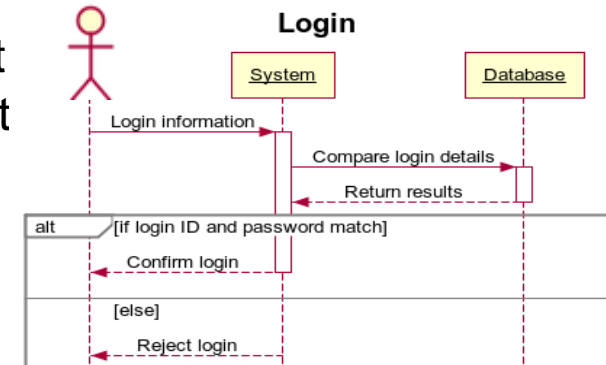 Login
System
Database
Login information
Compare login details
Return results
alt
[if login ID and password match]
Confirm login
[else]
Reject login